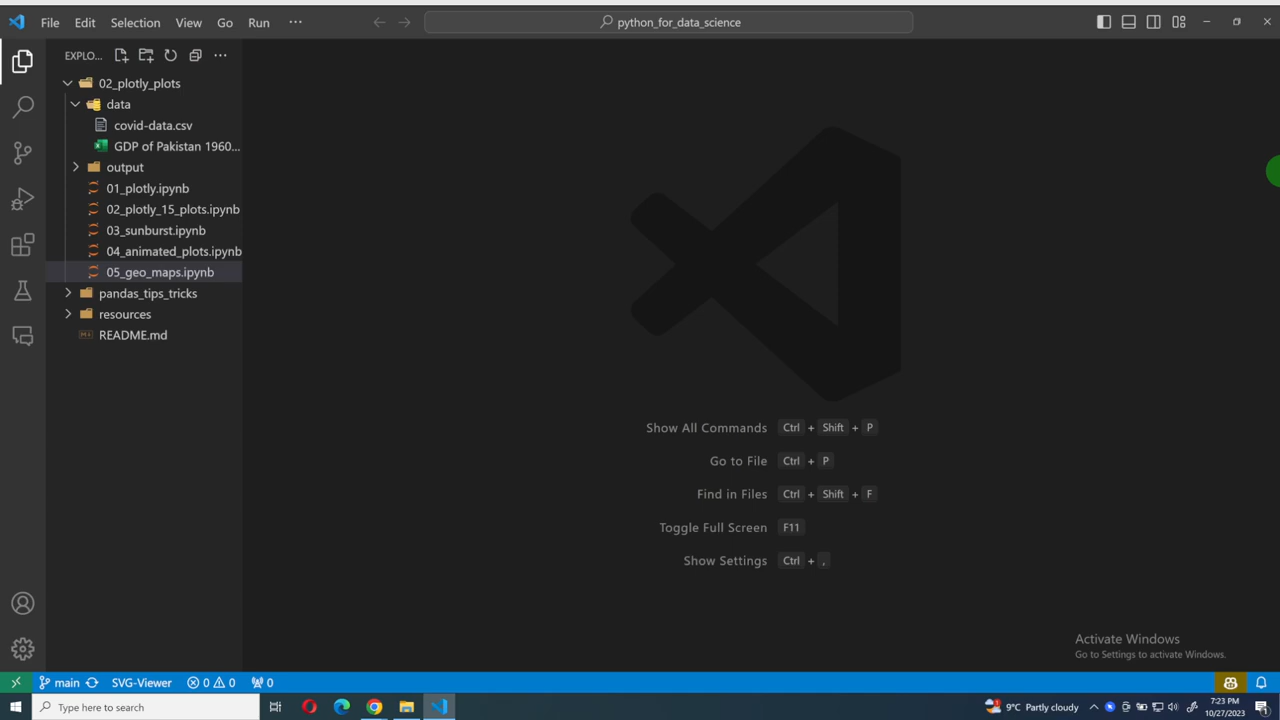 File Edit Selection View Go Run ...
python_for_data_science
EXPLO...
02_plotly_plots
data
covid-data.csv
GDP of Pakistan 1960...
output
01_plotly.ipynb
02_plotly_15_plots.ipynb
03_sunburst.ipynb
04_animated_plots.ipynb
05_geo_maps.ipynb
pandas_tips_tricks
resources
README.md
Show All Commands Ctrl + Shift + P
Go to File Ctrl + P
Find in Files Ctrl + Shift + F
Toggle Full Screen F11
Show Settings Ctrl + ,
Activate Windows
Go to Settings to activate Windows.
main SVG-Viewer 0 0 0
Type here to search
9°C Partly cloudy
7:23 PM
10/27/2023